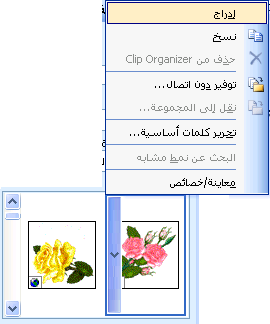 إدراج
نسخ
حذف من Clip Organizer
توفير دون اتصال...
نقل إلى المجموعة...
تحرير كلمات أساسية...
البحث عن نمط مشابه
معاينة/خصائص